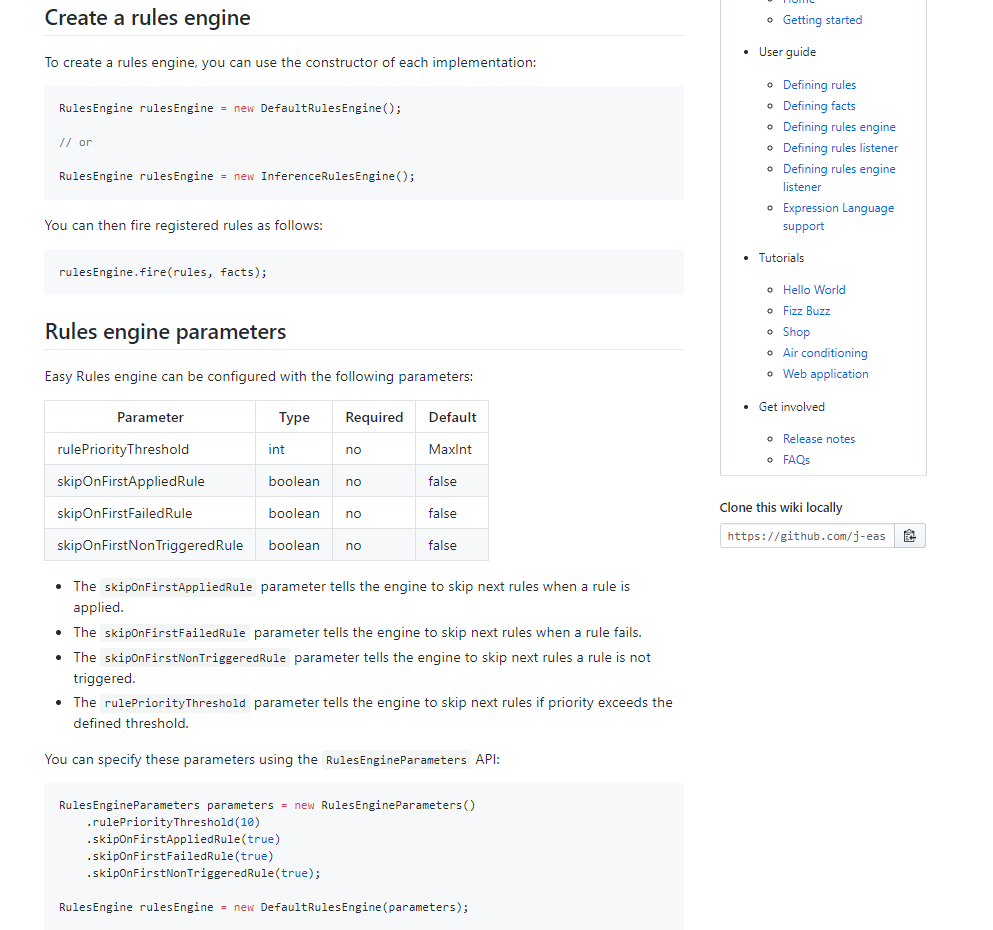 Create a rules engine
To create a rules engine, you can use the constructor of each implementation:
RulesEngine rulesEngine = new DefaultRulesEngine();
// or
RulesEngine rulesEngine = new InferenceRulesEngine();
You can then fire registered rules as follows:
rulesEngine.fire(rules, facts);
Rules engine parameters
Easy Rules engine can be configured with the following parameters:
Parameter Type Required Default
rulePriorityThreshold int no MaxInt
skipOnFirstAppliedRule boolean no false
skipOnFirstFailedRule boolean no false
skipOnFirstNonTriggeredRule boolean no false
The skipOnFirstAppliedRule parameter tells the engine to skip next rules when a rule is
applied.
The skipOnFirstFailedRule parameter tells the engine to skip next rules when a rule fails.
The skipOnFirstNonTriggeredRule parameter tells the engine to skip next rules a rule is not
triggered.
The rulePriorityThreshold parameter tells the engine to skip next rules if priority exceeds the
defined threshold.
You can specify these parameters using the RulesEngineParameters API:
RulesEngineParameters parameters = new RulesEngineParameters()
.rulePriorityThreshold(10)
.skipOnFirstAppliedRule(true)
.skipOnFirstFailedRule(true)
.skipOnFirstNonTriggeredRule(true);
RulesEngine rulesEngine = new DefaultRulesEngine(parameters);
Home
Getting started
User guide
Defining rules
Defining facts
Defining rules engine
Defining rules listener
Defining rules engine
listener
Expression Language
support
Tutorials
Hello World
Fizz Buzz
Shop
Air conditioning
Web application
Get involved
Release notes
FAQs
Clone this wiki locally
https://github.com/j-eas